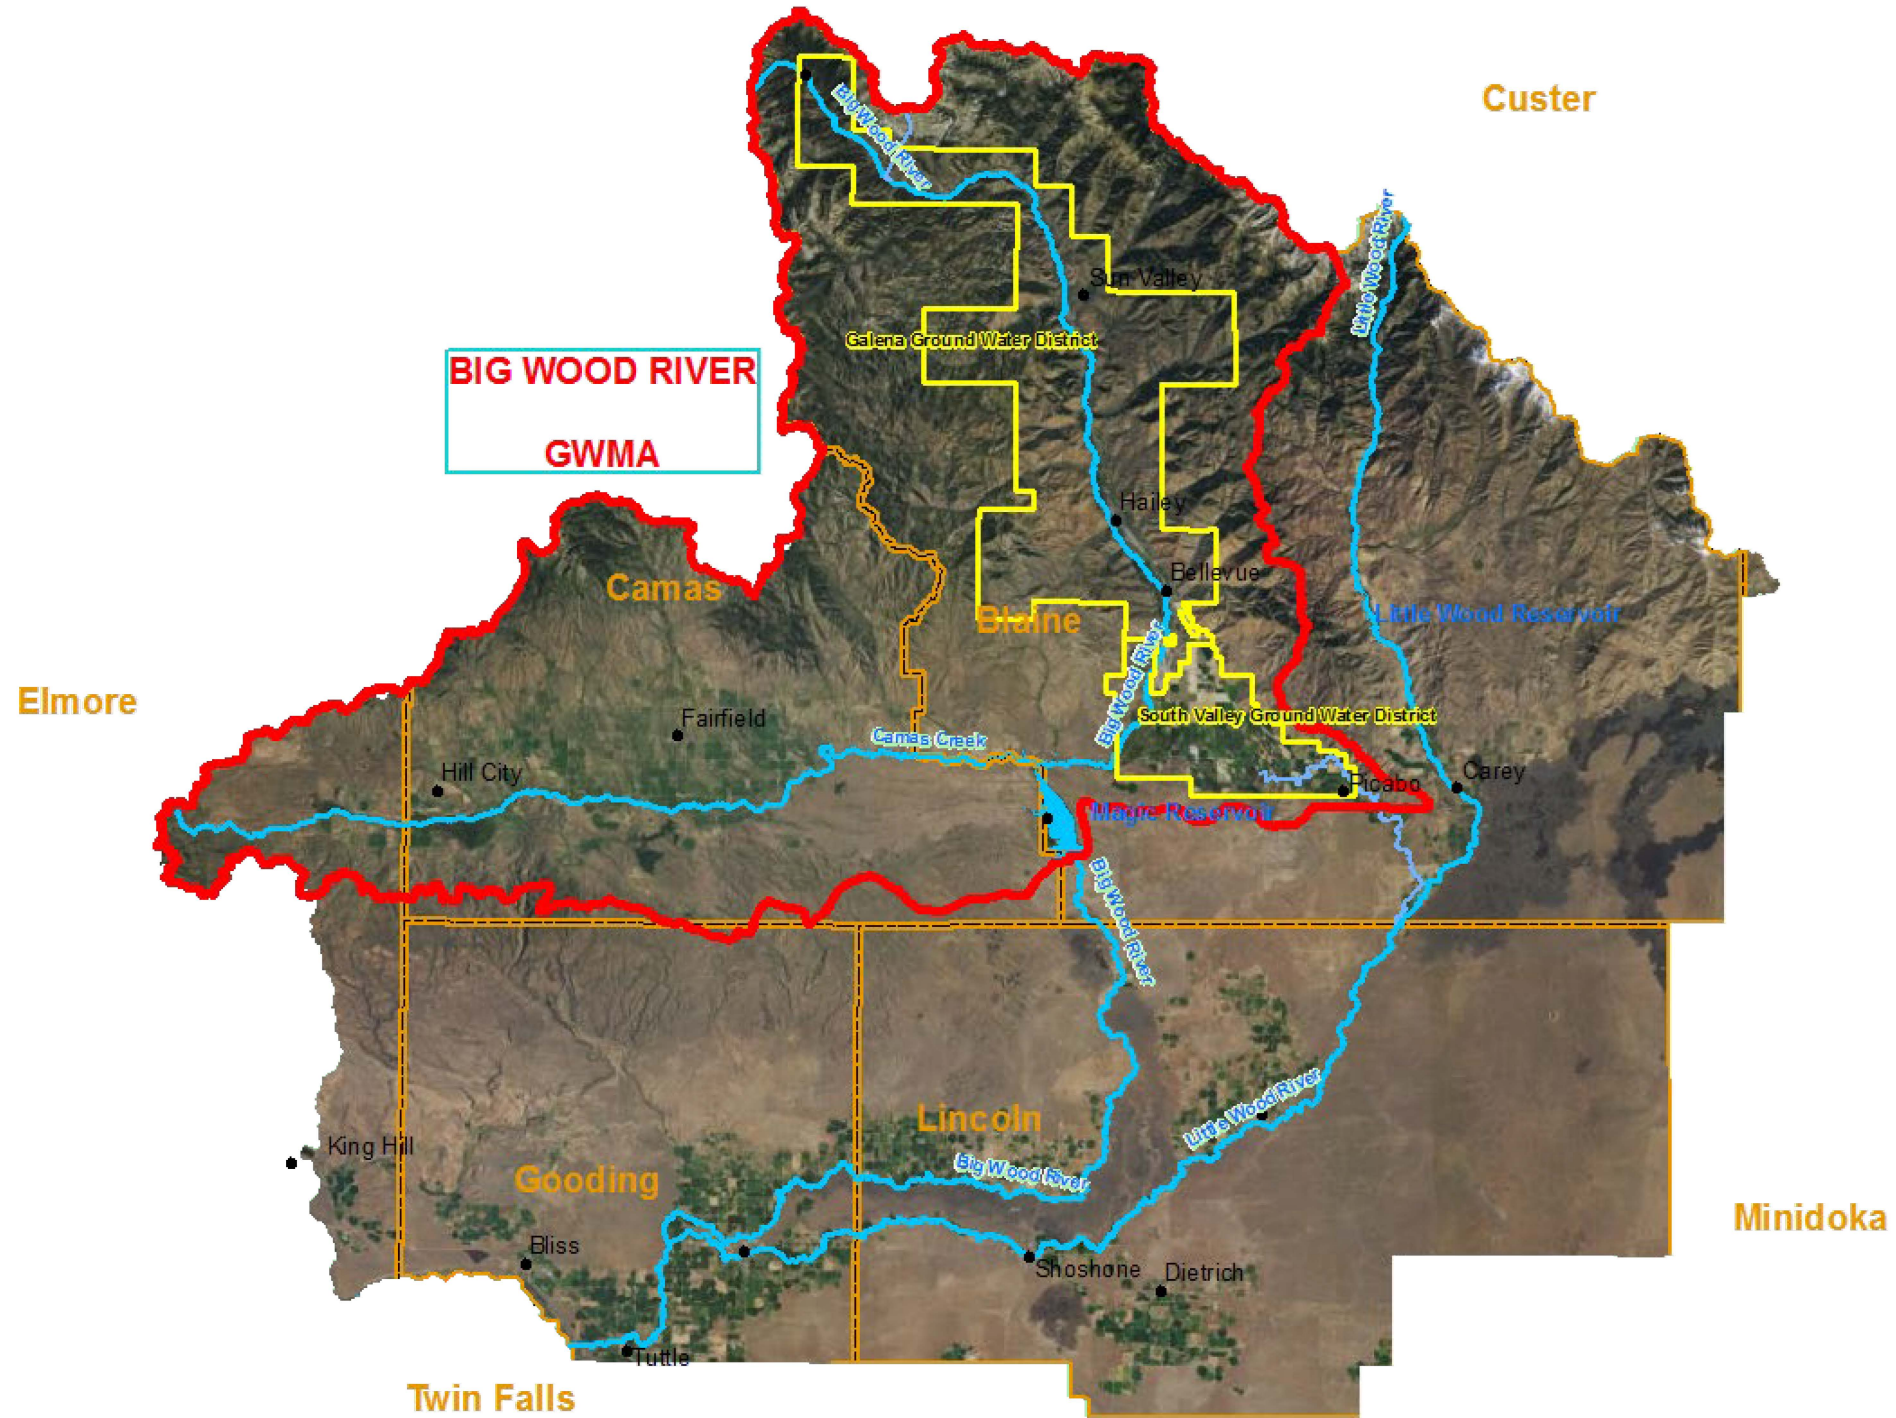 Custer
Big Wood River
Little Wood River
Sun Valley
Galena Ground Water District
BIG WOOD RIVER
GWMA
Hailey
Bellevue
Camas
Blaine
Little Wood Reservoir
Big Wood River
Elmore
Fairfield
South Valley Ground Water District
Camas Creek
Hill City
Picabo
Carey
Magic Reservoir
Big Wood River
Lincoln
Little Wood River
King Hill
Big Wood River
Gooding
Minidoka
Bliss
Shoshone
Dietrich
Tuttle
Twin Falls